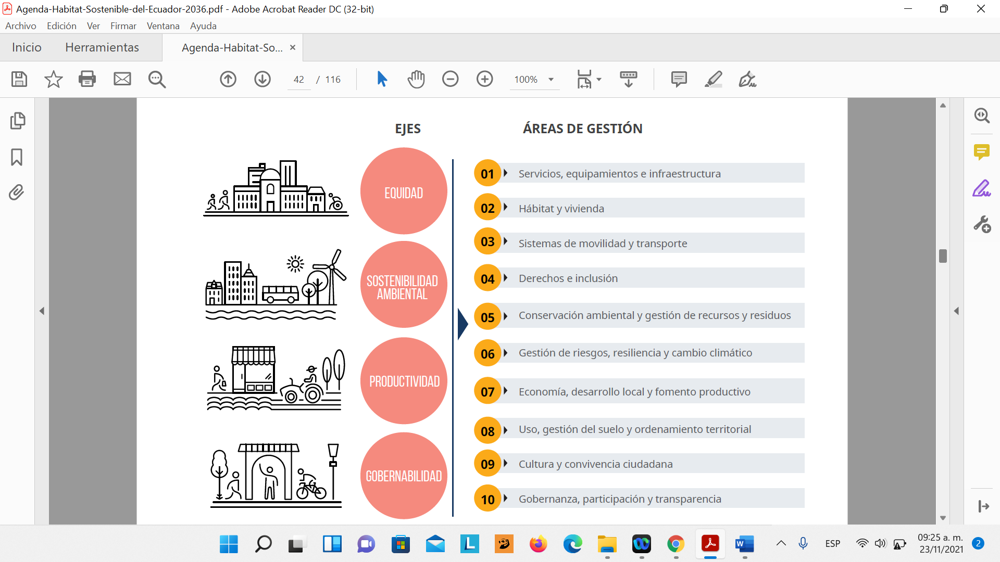 Agenda-Habitat-Sostenible-del-Ecuador-2036.pdf - Adobe Acrobat Reader DC (32-bit)
Archivo Edición Ver Firmar Ventana Ayuda
Inicio Herramientas Agenda-Habitat-So... ×
42 / 116 100%
EJES ÁREAS DE GESTIÓN
EQUIDAD
SOSTENIBILIDAD
AMBIENTAL
PRODUCTIVIDAD
GOBERNABILIDAD
01 Servicios, equipamientos e infraestructura
02 Hábitat y vivienda
03 Sistemas de movilidad y transporte
04 Derechos e inclusión
05 Conservación ambiental y gestión de recursos y residuos
06 Gestión de riesgos, resiliencia y cambio climático
07 Economía, desarrollo local y fomento productivo
08 Uso, gestión del suelo y ordenamiento territorial
09 Cultura y convivencia ciudadana
10 Gobernanza, participación y transparencia
L W ESP 09:25 a. m. 2
23/11/2021